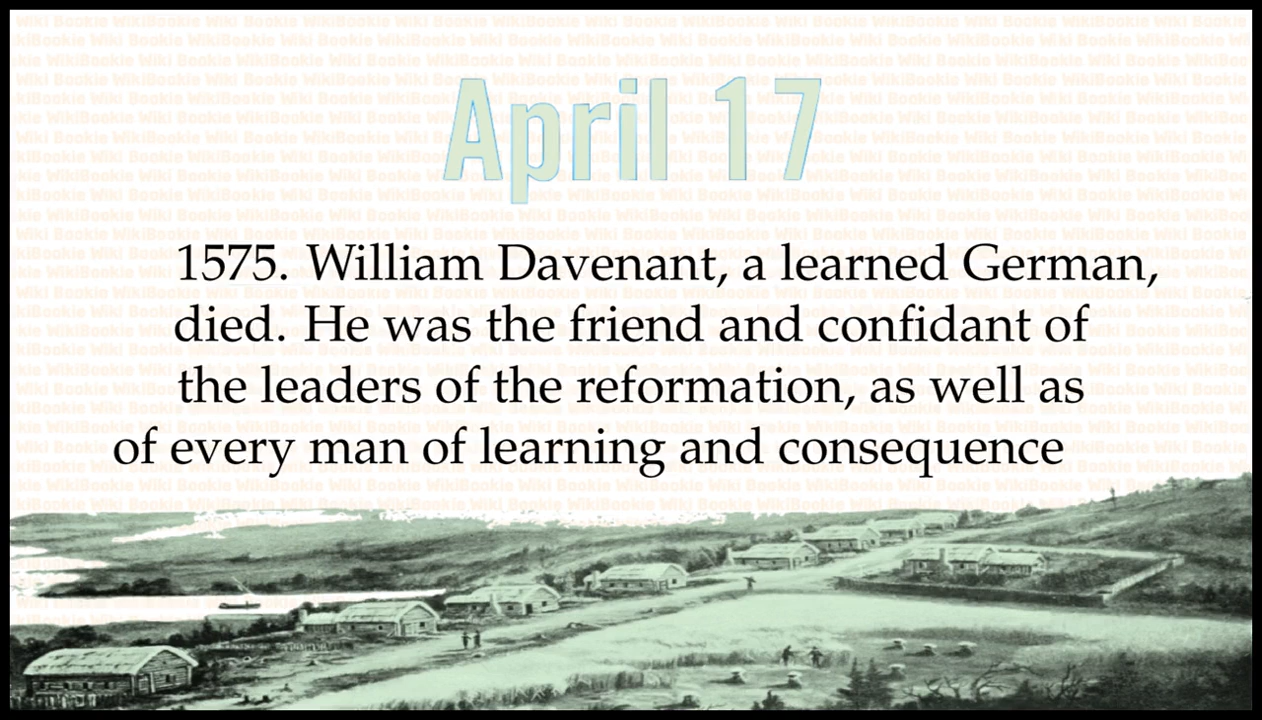 April 17
1575. William Davenant, a learned German,
died. He was the friend and confidant of
the leaders of the reformation, as well as
of every man of learning and consequence